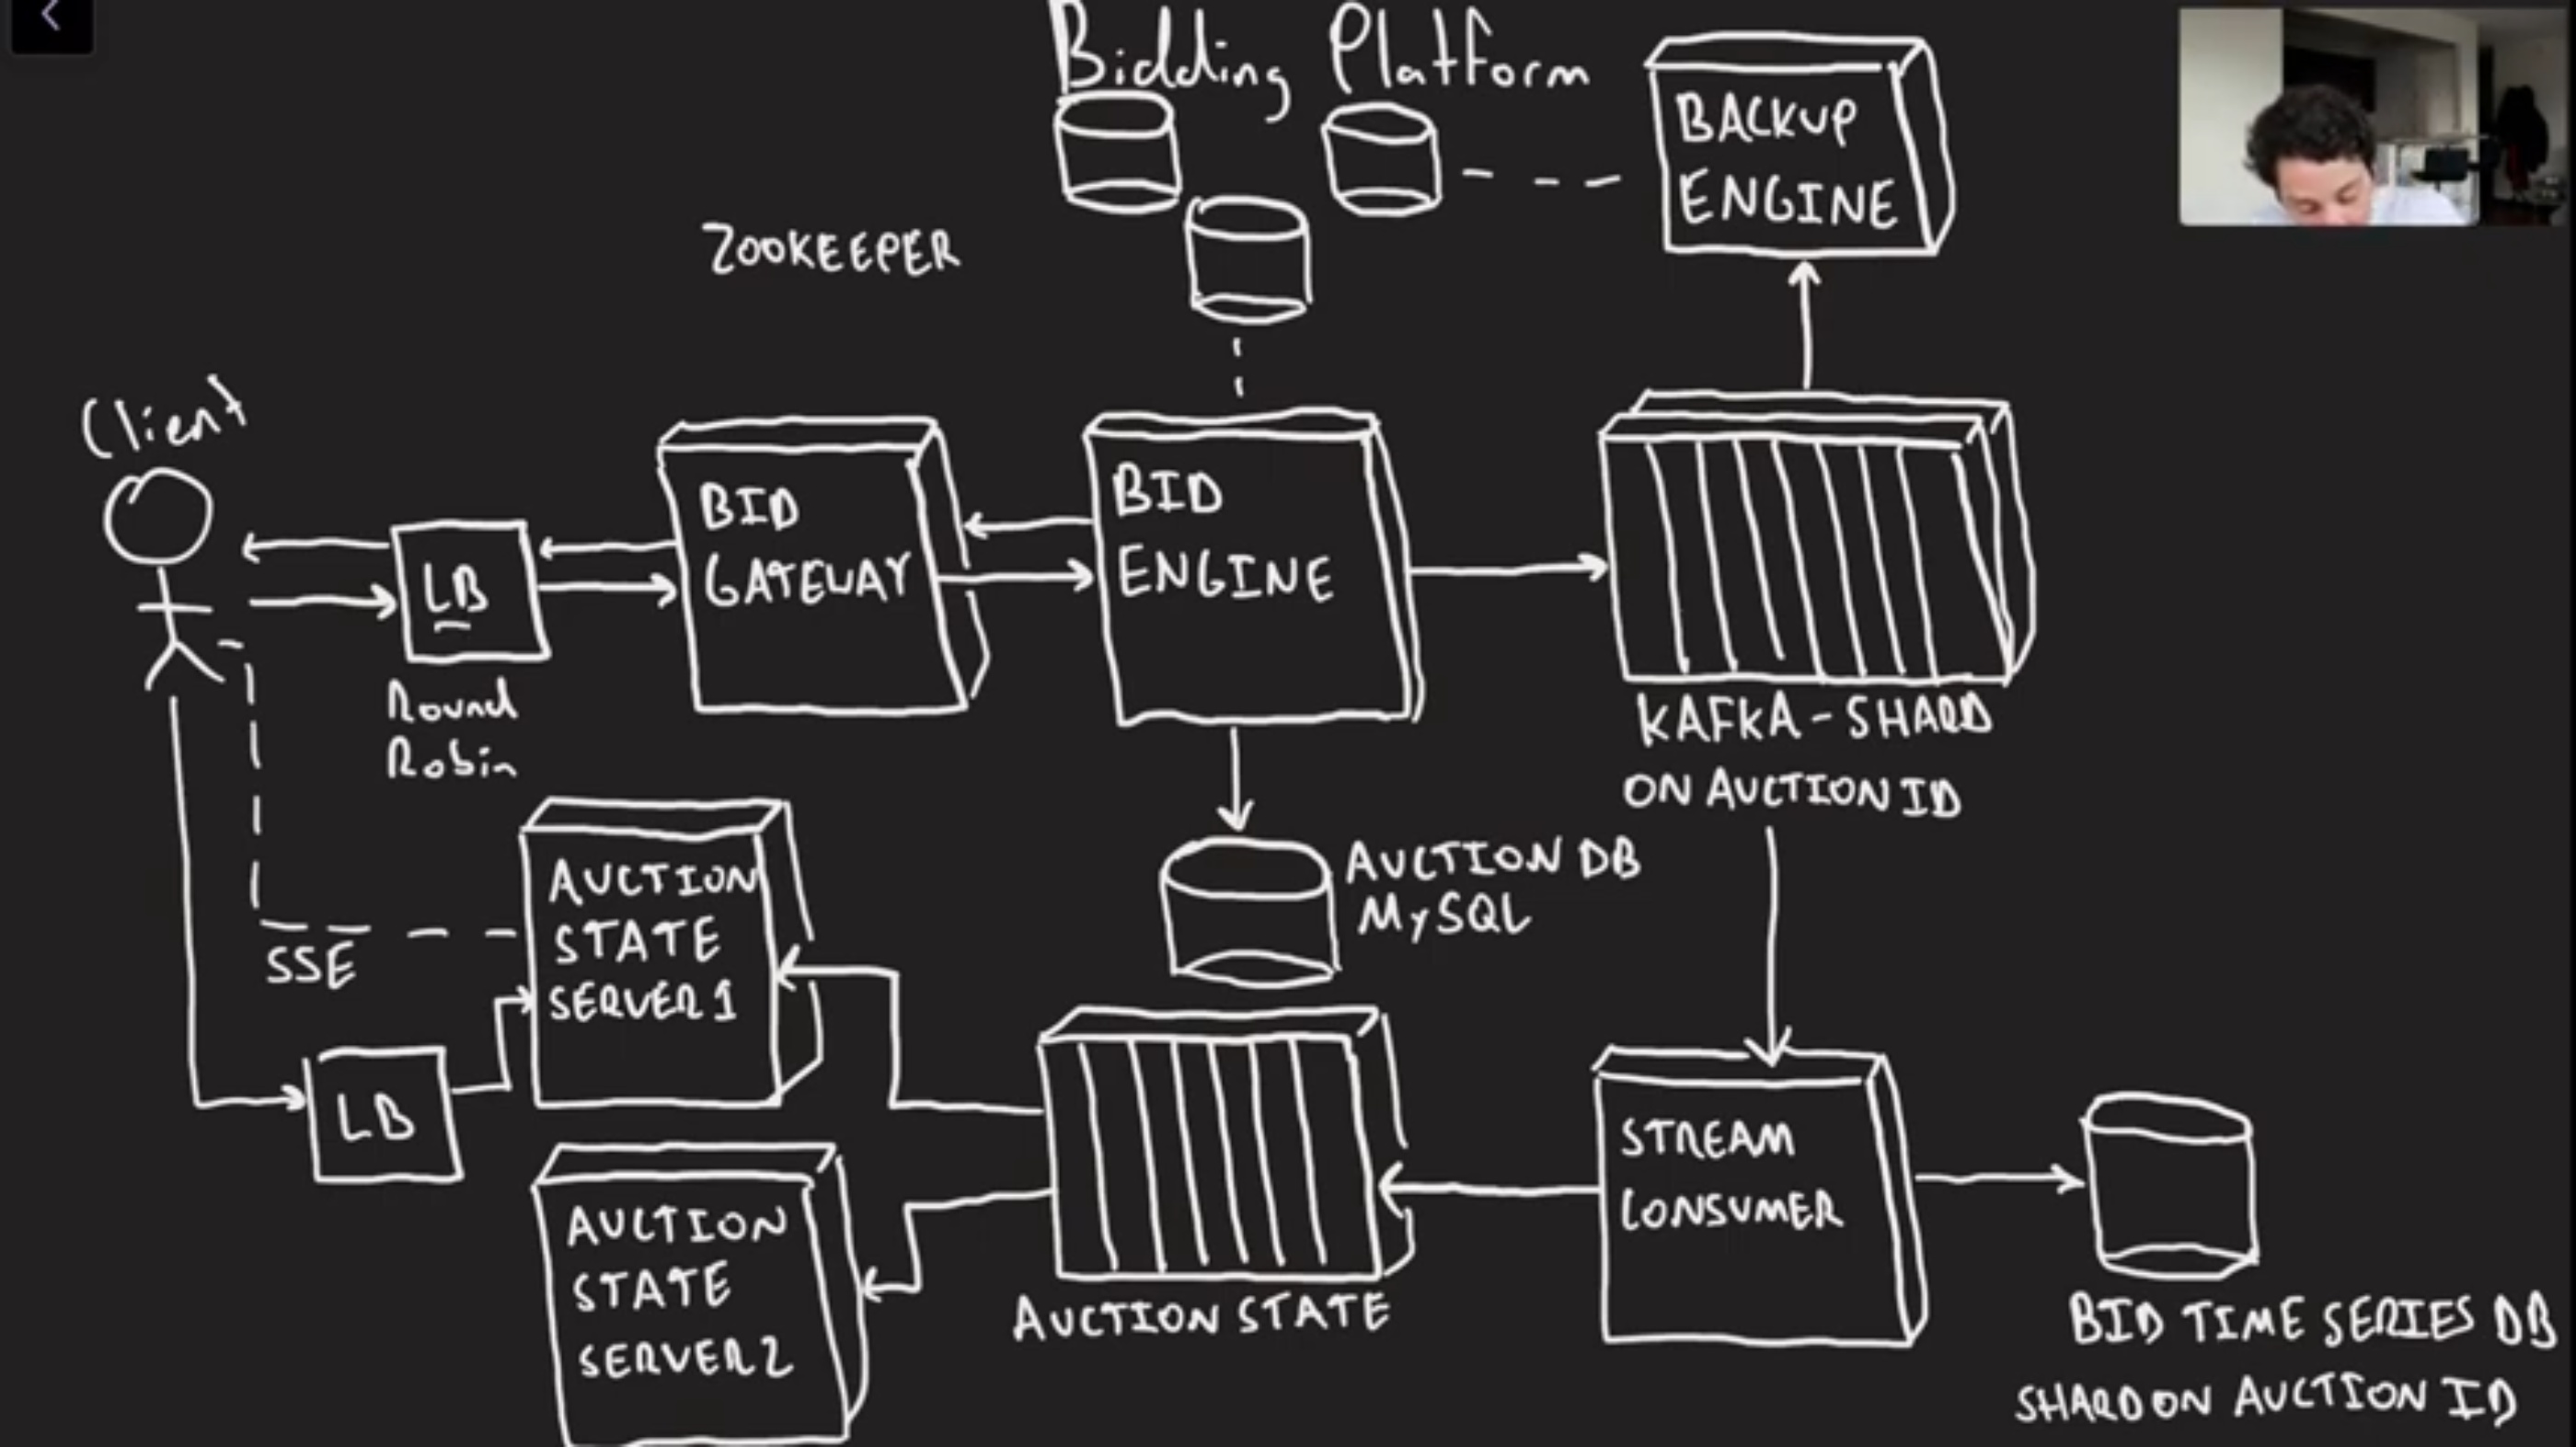 Bidding Platform
BACKUP
ENGINE
ZOOKEEPER
Client
LB
Round
Robin
BID
GATEWAY
BID
ENGINE
KAFKA - SHARD
ON AUCTION ID
AUCTION DB
MySQL
AUCTION
STATE
SERVER 1
SSE
LB
AUCTION
STATE
SERVER 2
AUCTION STATE
STREAM
CONSUMER
BID TIME SERIES DB
SHARD ON AUCTION ID